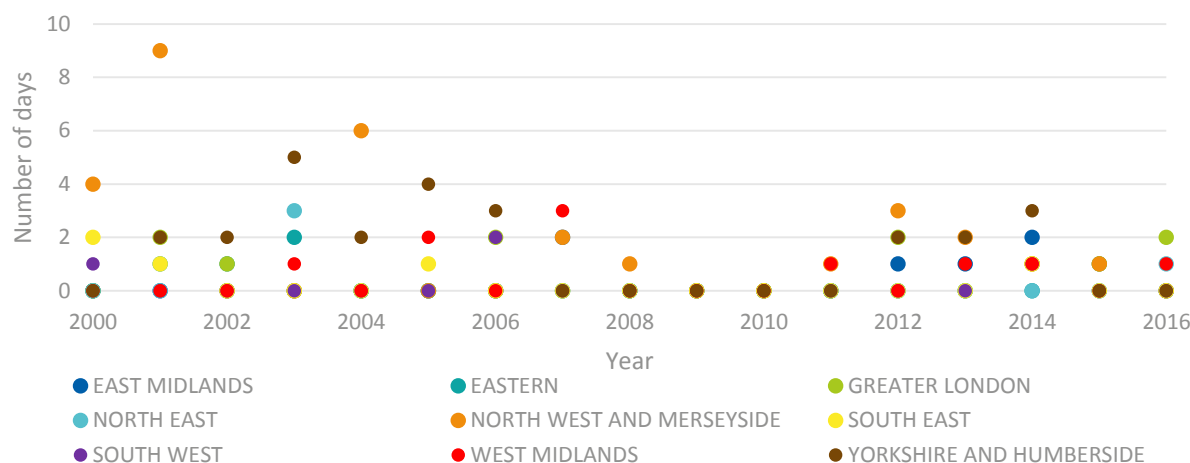 10
8
6
4
2
0
Number of days
2000 2002 2004 2006 2008 2010 2012 2014 2016
Year
EAST MIDLANDS EASTERN GREATER LONDON
NORTH EAST NORTH WEST AND MERSEYSIDE SOUTH EAST
SOUTH WEST WEST MIDLANDS YORKSHIRE AND HUMBERSIDE